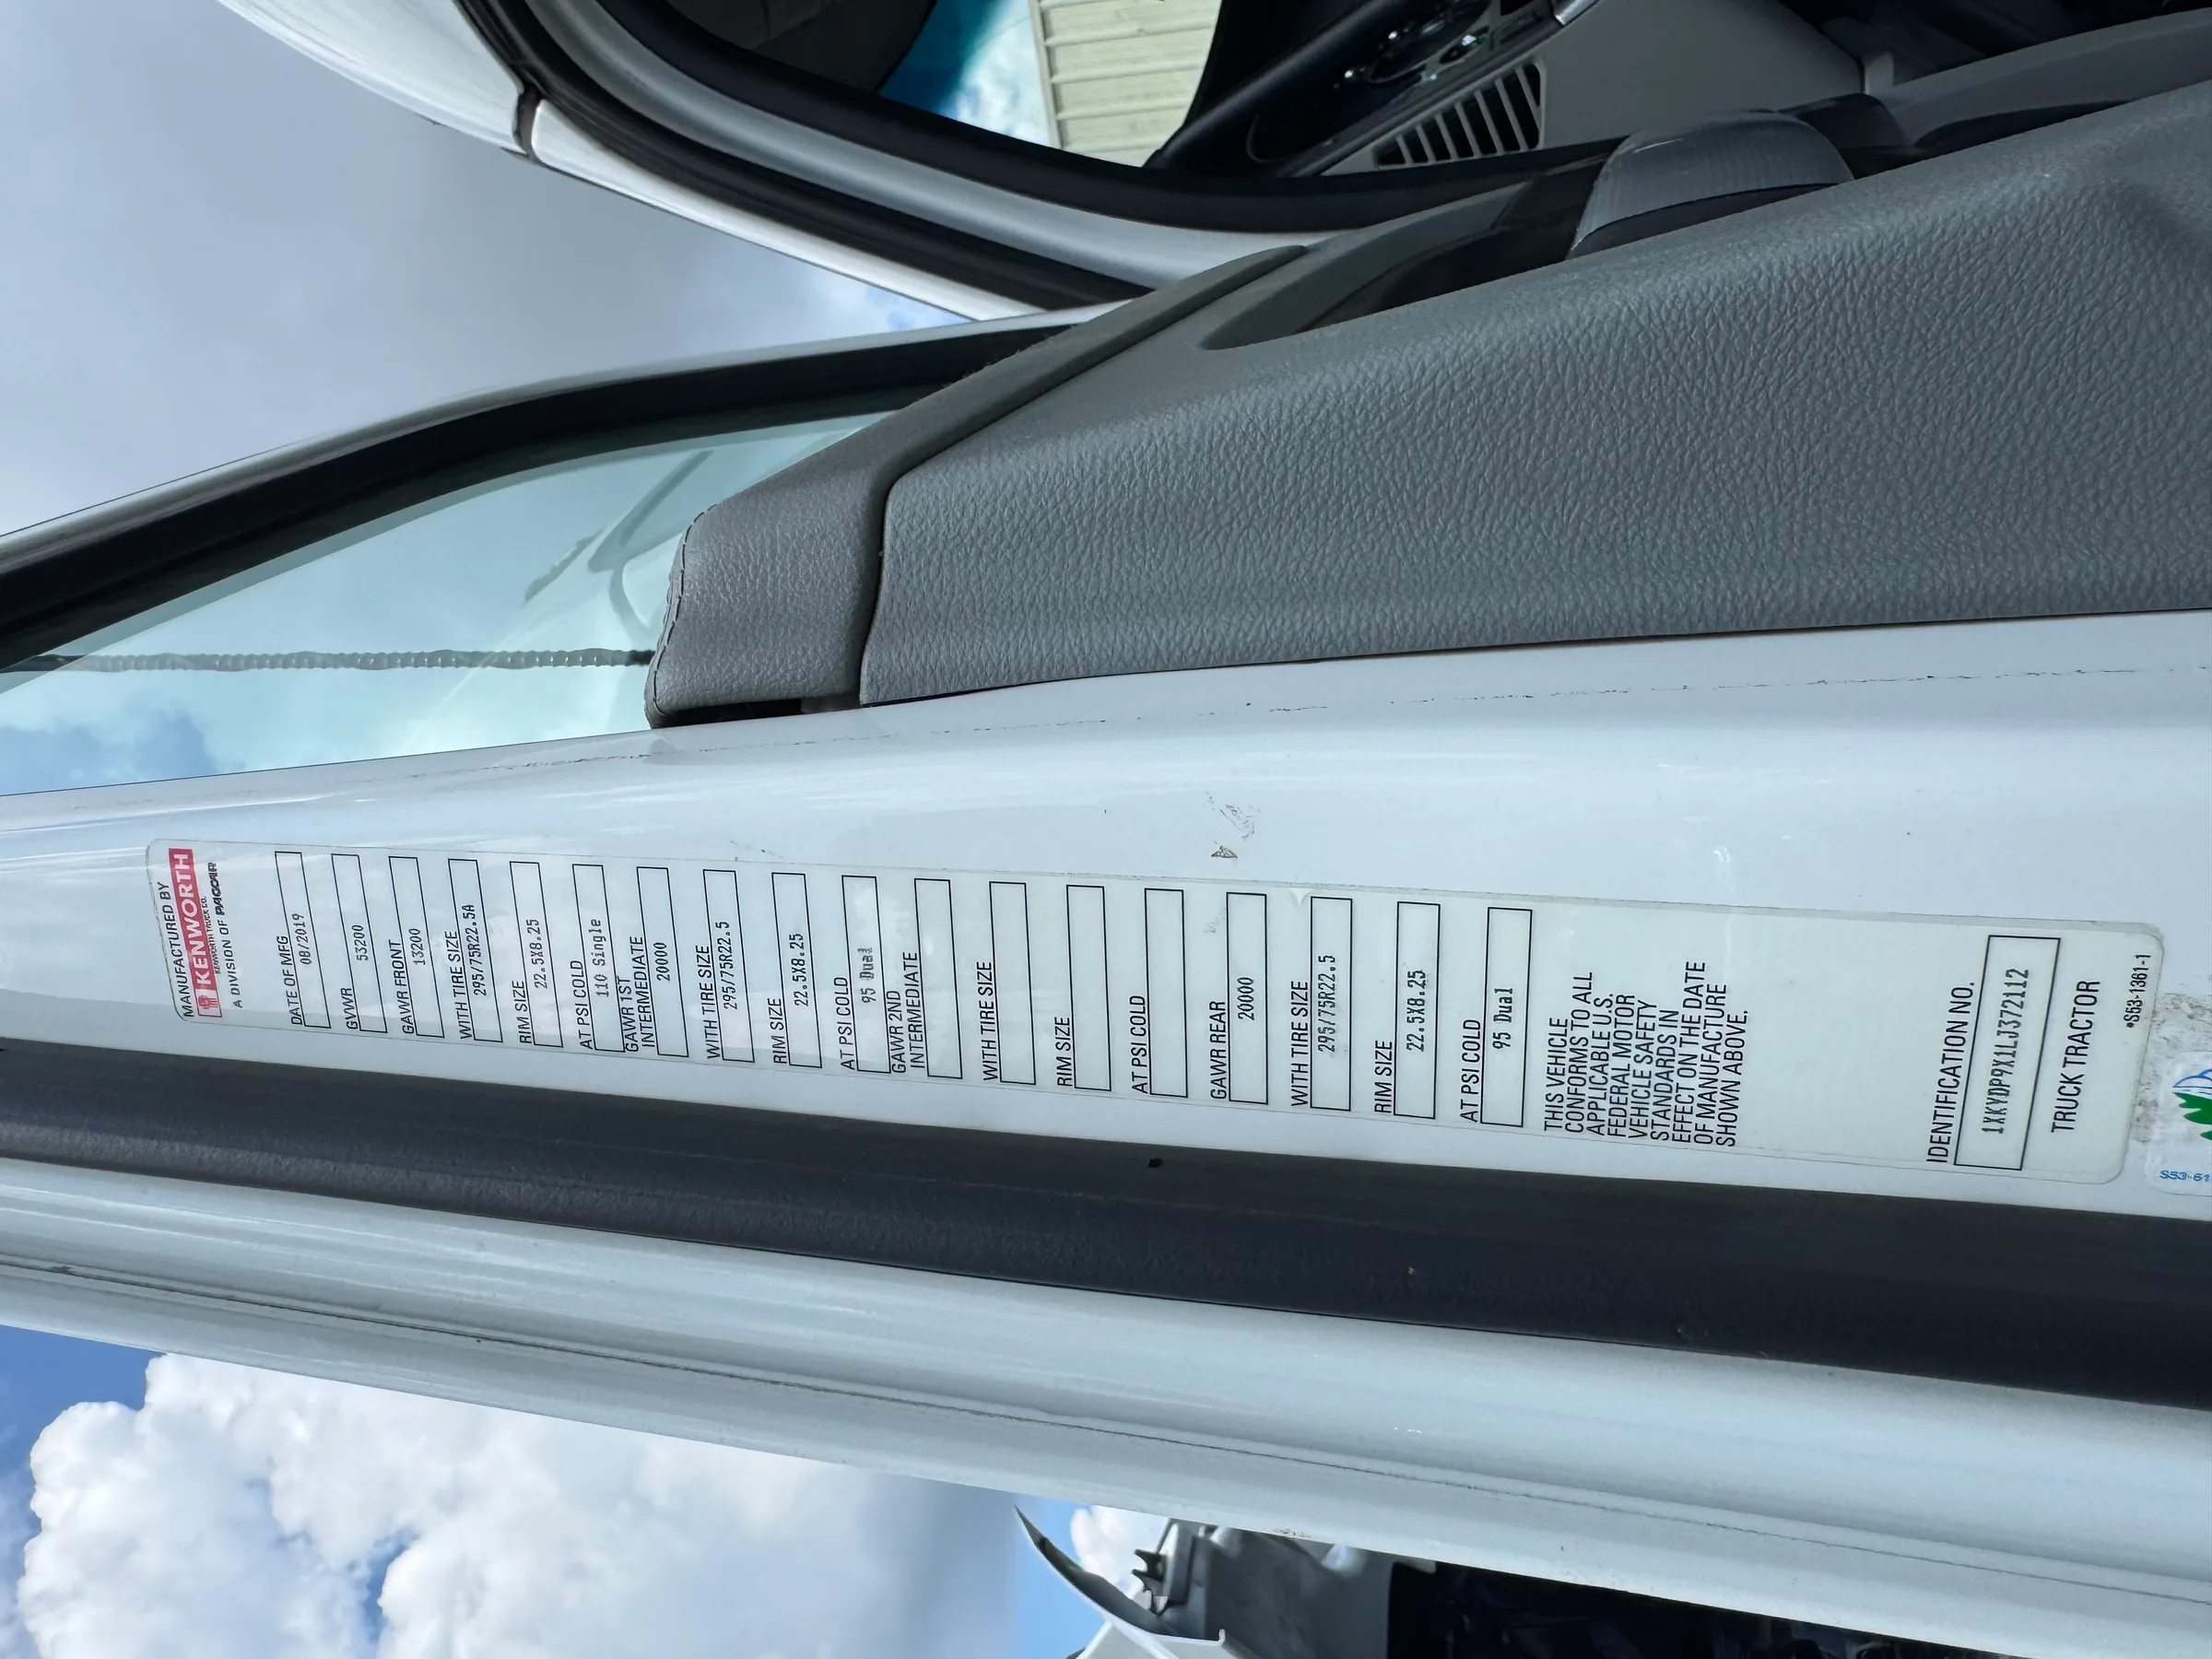 MANUFACTURED BY
KENWORTH
KENWORTH TRUCK CO.
A DIVISION OF PACCAR
DATE OF MFG
08/2019
GVWR
53200
GAWR FRONT
13200
WITH TIRE SIZE
295/75R22.5A
RIM SIZE
22.5X8.25
AT PSI COLD
110 Single
GAWR 1ST
INTERMEDIATE
20000
WITH TIRE SIZE
295/75R22.5
RIM SIZE
22.5X8.25
AT PSI COLD
95 Dual
GAWR 2ND
INTERMEDIATE
WITH TIRE SIZE
RIM SIZE
AT PSI COLD
GAWR REAR
20000
WITH TIRE SIZE
295/75R22.5
RIM SIZE
22.5X8.25
AT PSI COLD
95 Dual
THIS VEHICLE
CONFORMS TO ALL
APPLICABLE U.S.
FEDERAL MOTOR
VEHICLE SAFETY
STANDARDS IN
EFFECT ON THE DATE
OF MANUFACTURE
SHOWN ABOVE.
IDENTIFICATION NO.
1XKYDP9X1LJ372112
TRUCK TRACTOR
•S63-1361-1